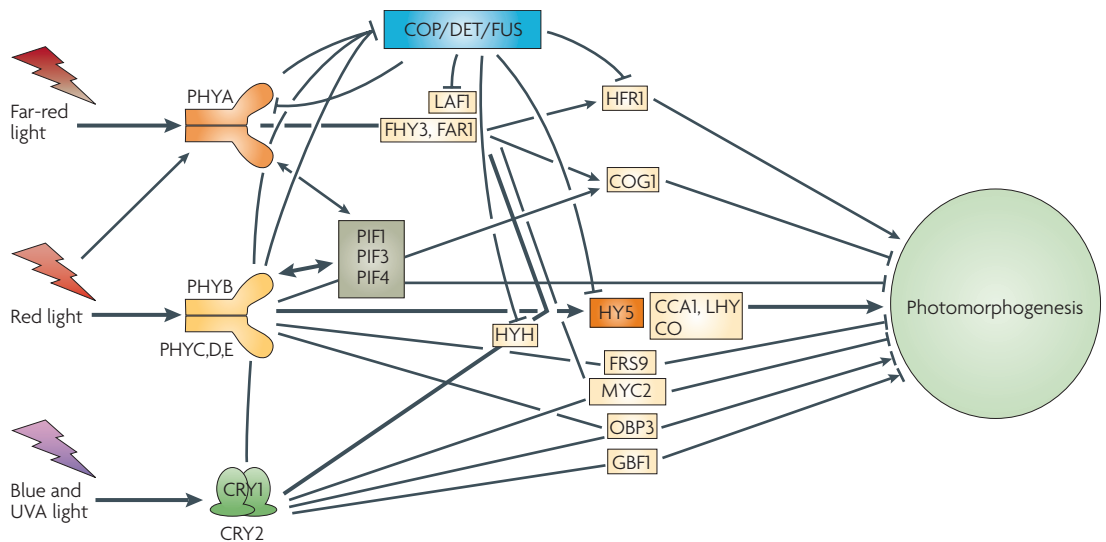 COP/DET/FUS
PHYA
LAF1
HFR1
Far-red
light
FHY3, FAR1
COG1
PIF1
PIF3
PIF4
PHYB
Red light
HY5
CCA1, LHY
CO
Photomorphogenesis
HYH
PHYC,D,E
FRS9
MYC2
OBP3
GBF1
Blue and
UVA light
CRY1
CRY2